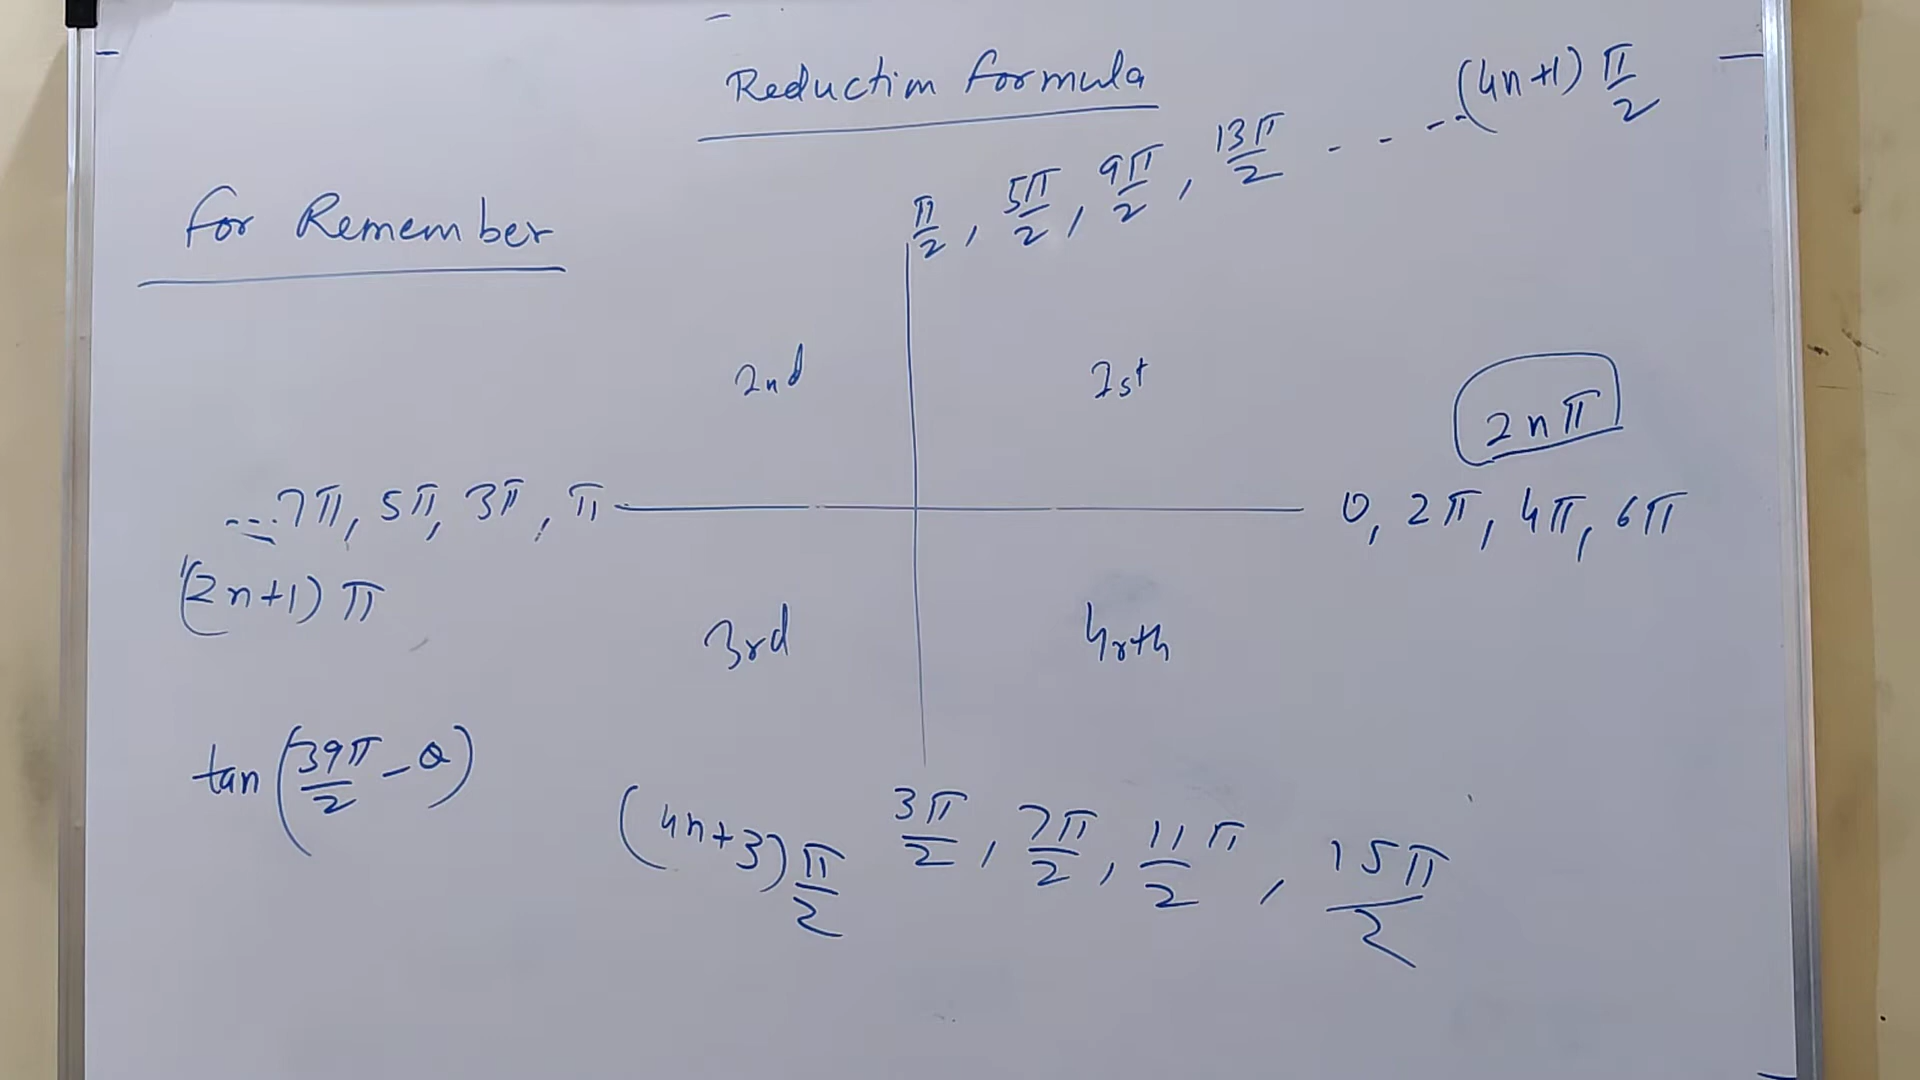 Reduction formula
(4n+1) π/2
π/2, 5π/2, 9π/2, 13π/2 - - - -
for Remember
2nd
1st
2nπ
---7π, 5π, 3π, π
0, 2π, 4π, 6π
(2n+1) π
3rd
4rth
tan (39π/2 - θ)
(4n+3) π/2
3π/2, 7π/2, 11π/2, 15π/2